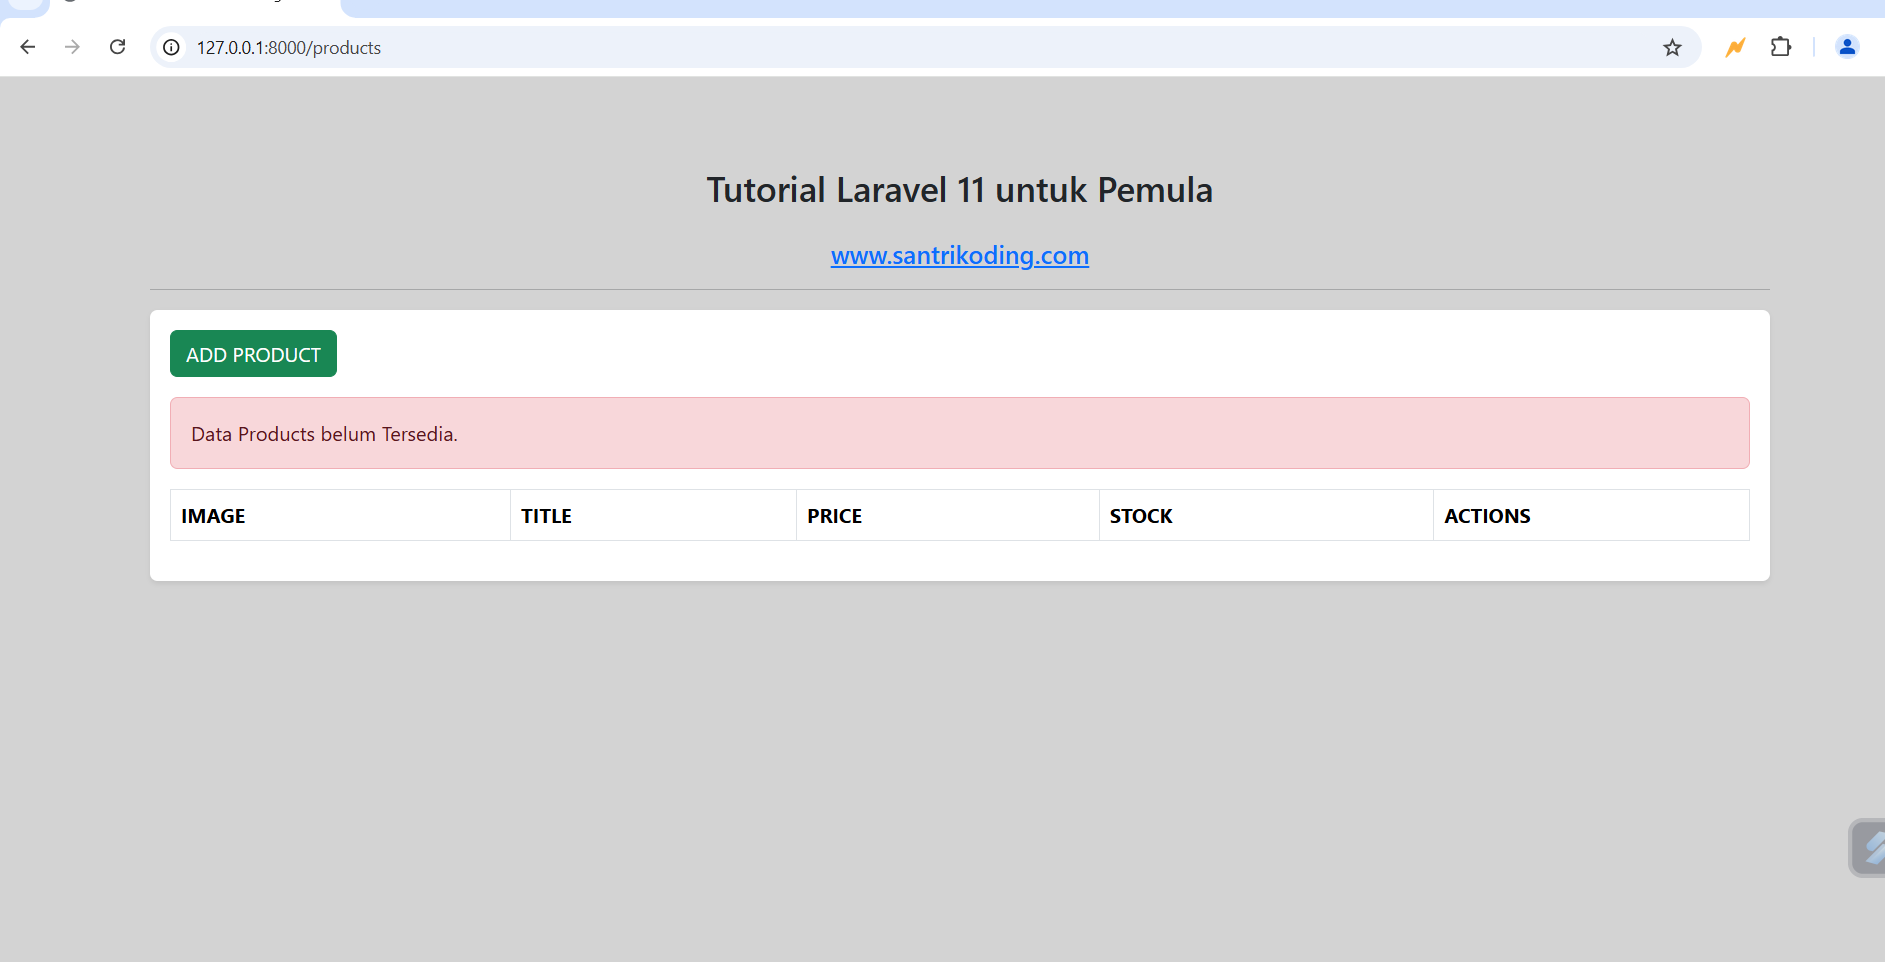 127.0.0.1:8000/products
Tutorial Laravel 11 untuk Pemula
www.santrikoding.com
ADD PRODUCT
Data Products belum Tersedia.
IMAGE TITLE PRICE STOCK ACTIONS